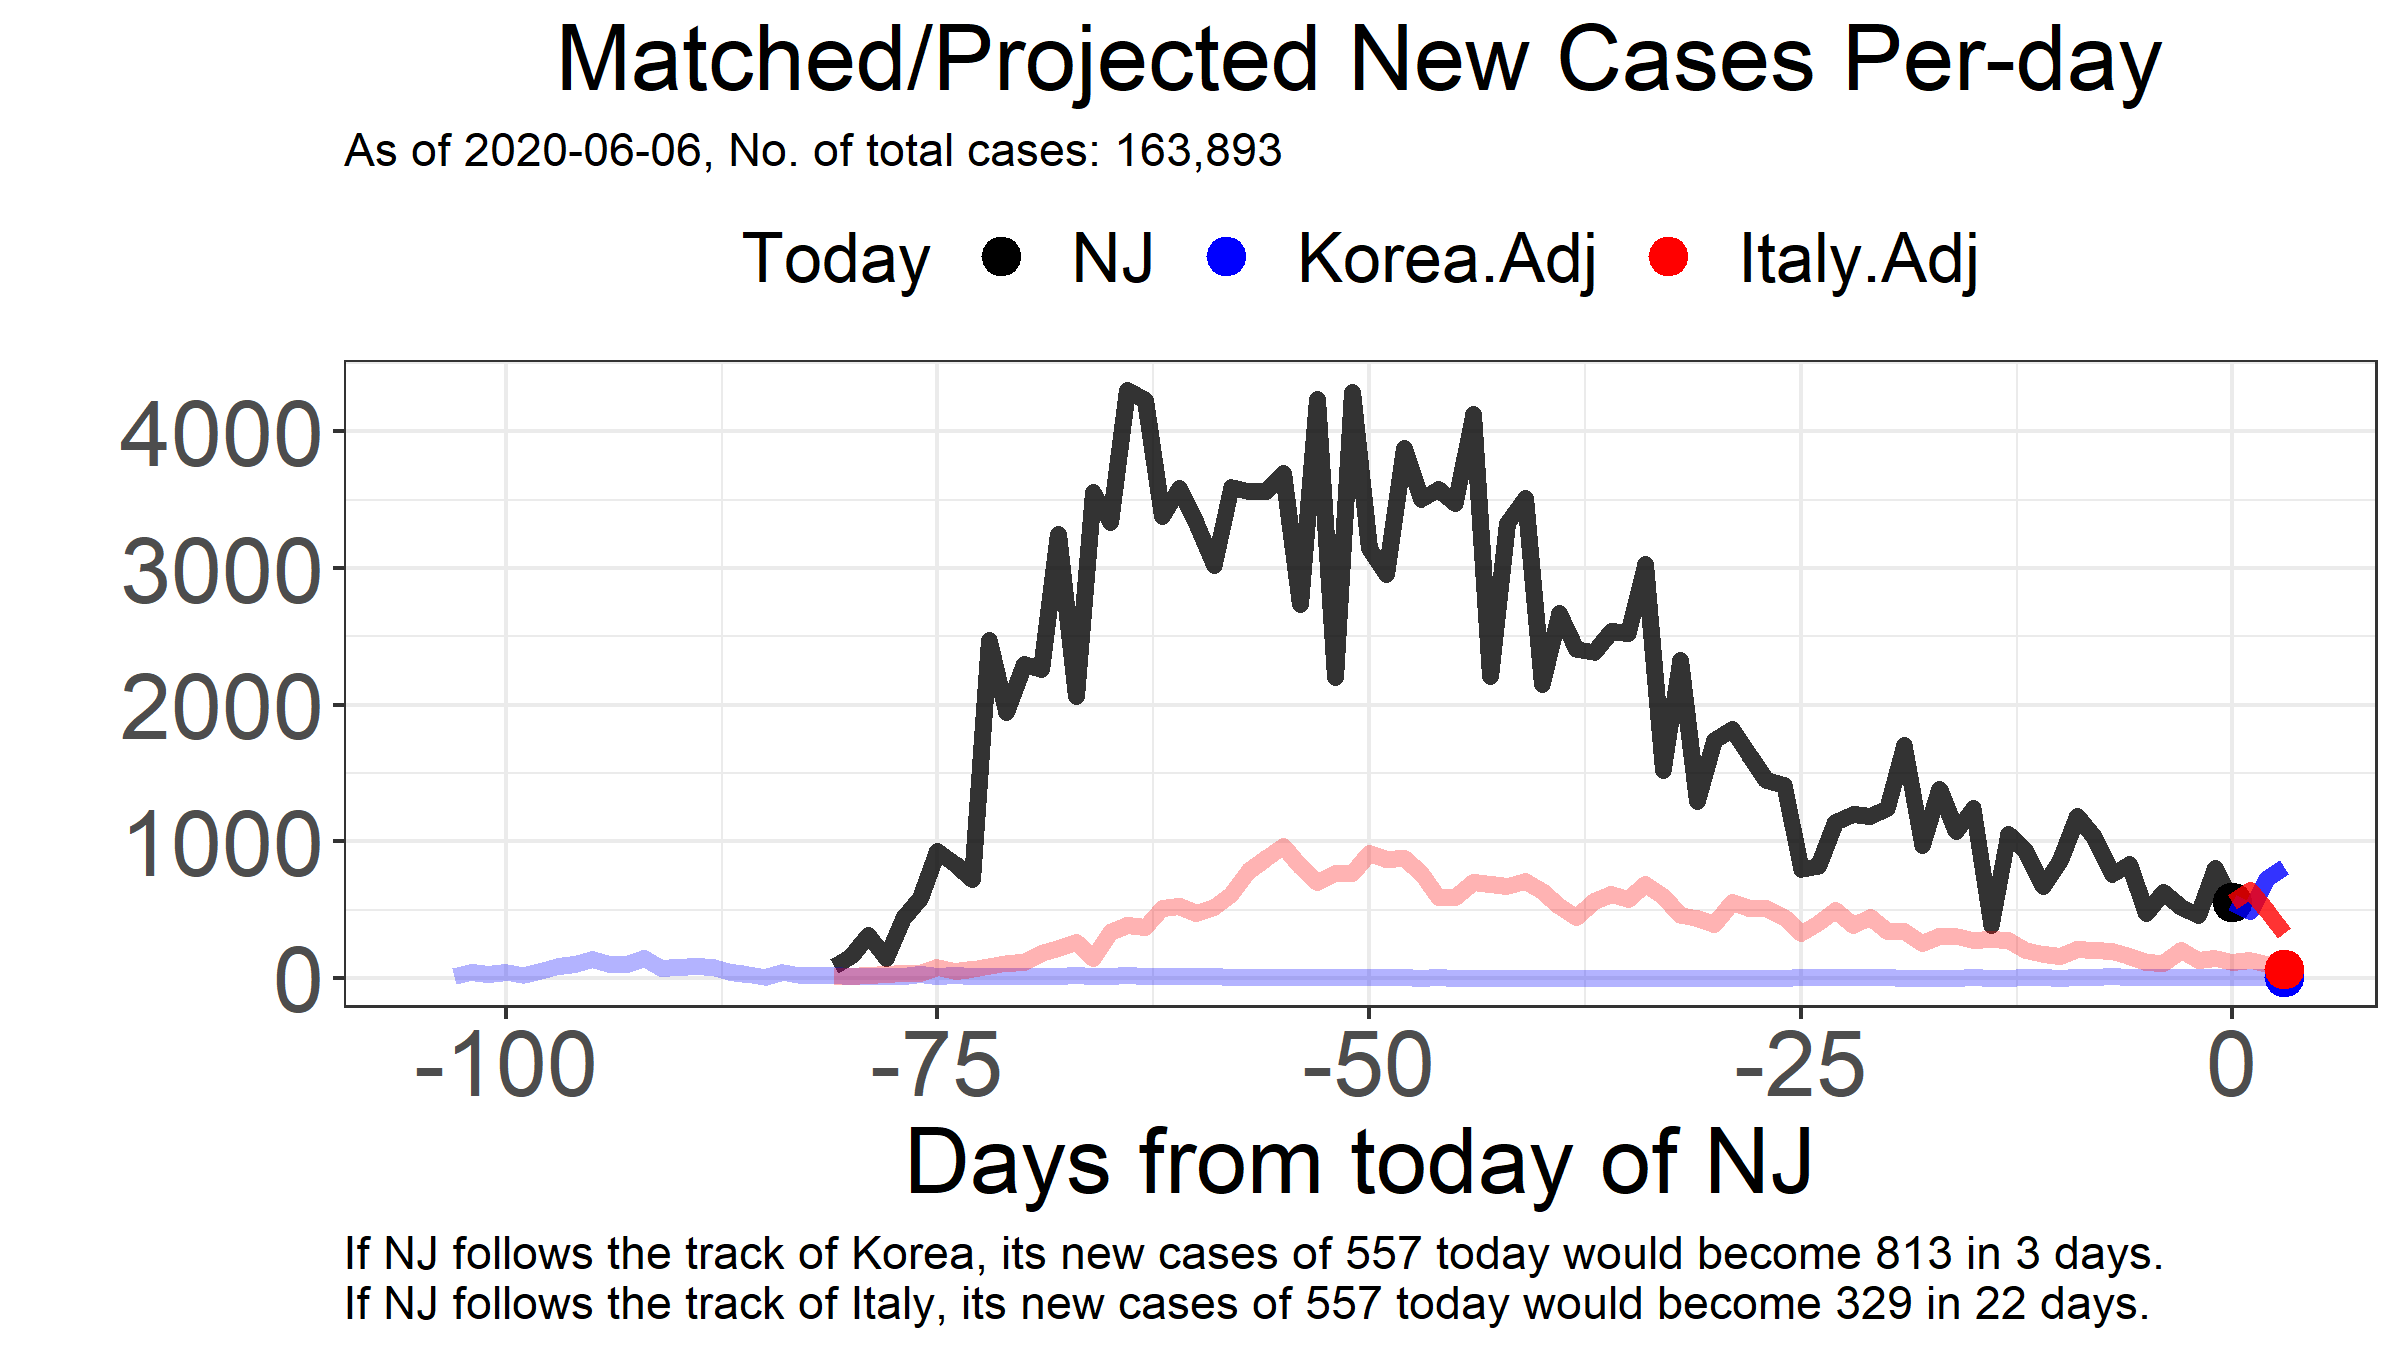 Matched/Projected New Cases Per-day
As of 2020-06-06, No. of total cases: 163,893
Today NJ Korea.Adj Italy.Adj
4000
3000
2000
1000
0
-100 -75 -50 -25 0
Days from today of NJ
If NJ follows the track of Korea, its new cases of 557 today would become 813 in 3 days.
If NJ follows the track of Italy, its new cases of 557 today would become 329 in 22 days.